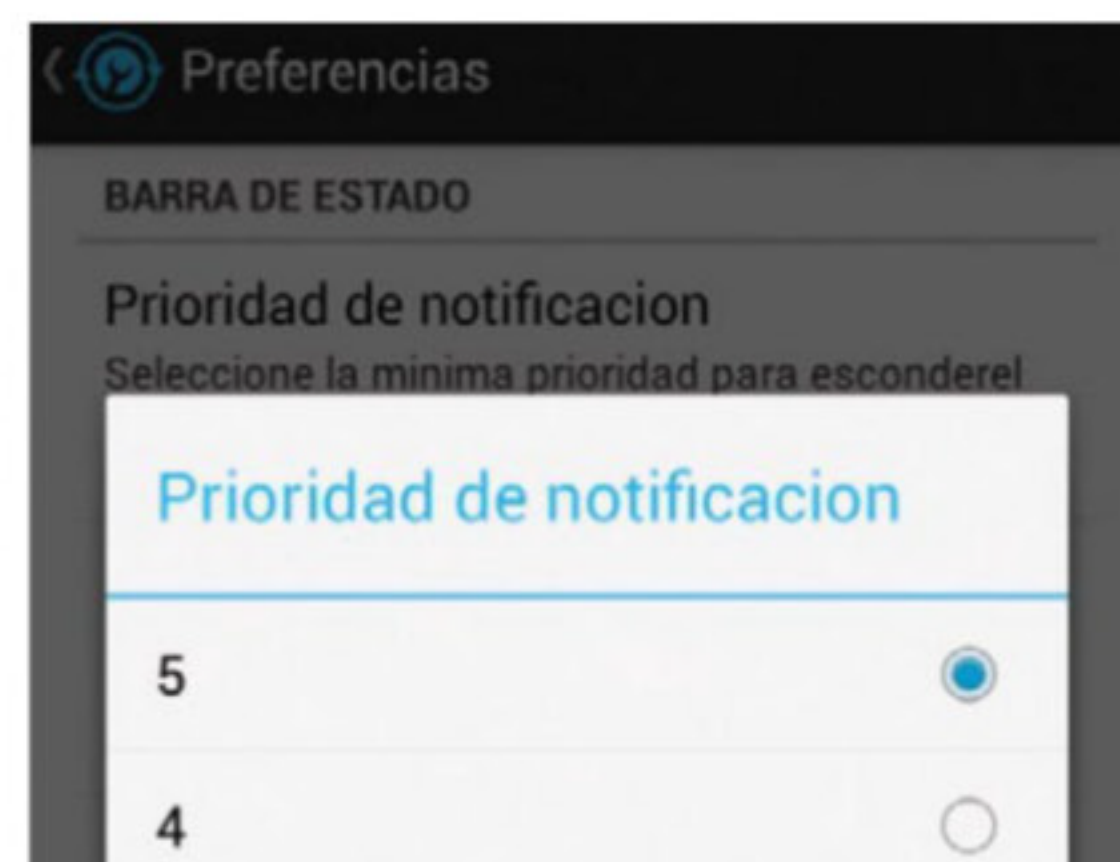 Preferencias
BARRA DE ESTADO
Prioridad de notificacion
Seleccione la minima prioridad para esconderel
Prioridad de notificacion
5
4